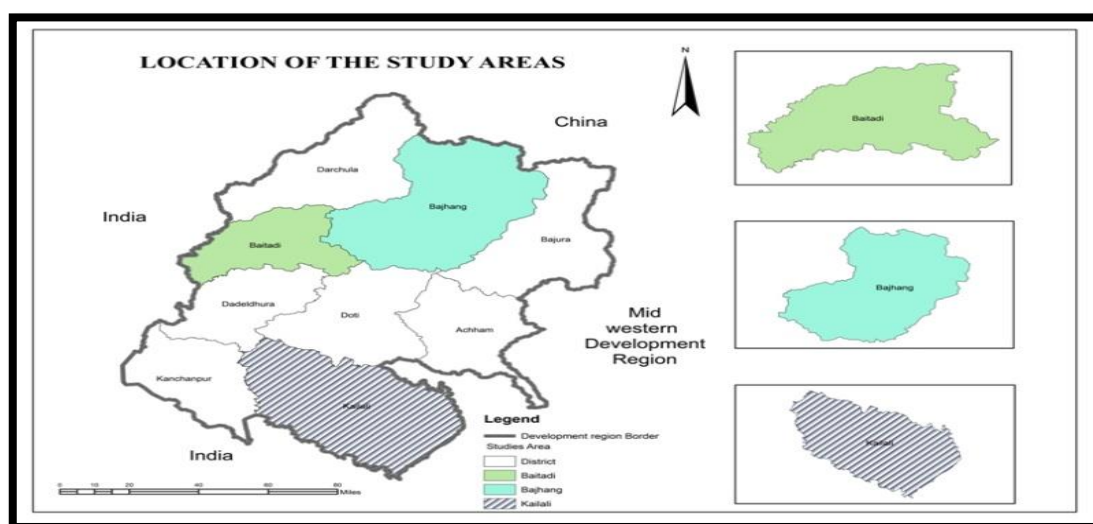 LOCATION OF THE STUDY AREAS
N
China
Darchula
Baitadi
India
Bajhang
Baitadi
Bajura
Bajhang
Dadeldhura
Doti
Achham
Mid
western
Development
Region
Kanchanpur
Kailali
Kailali
India
Legend
Development region Border
Studies Area
District
Baitadi
Bajhang
Kailali
0 10 20 40 60 80
Miles